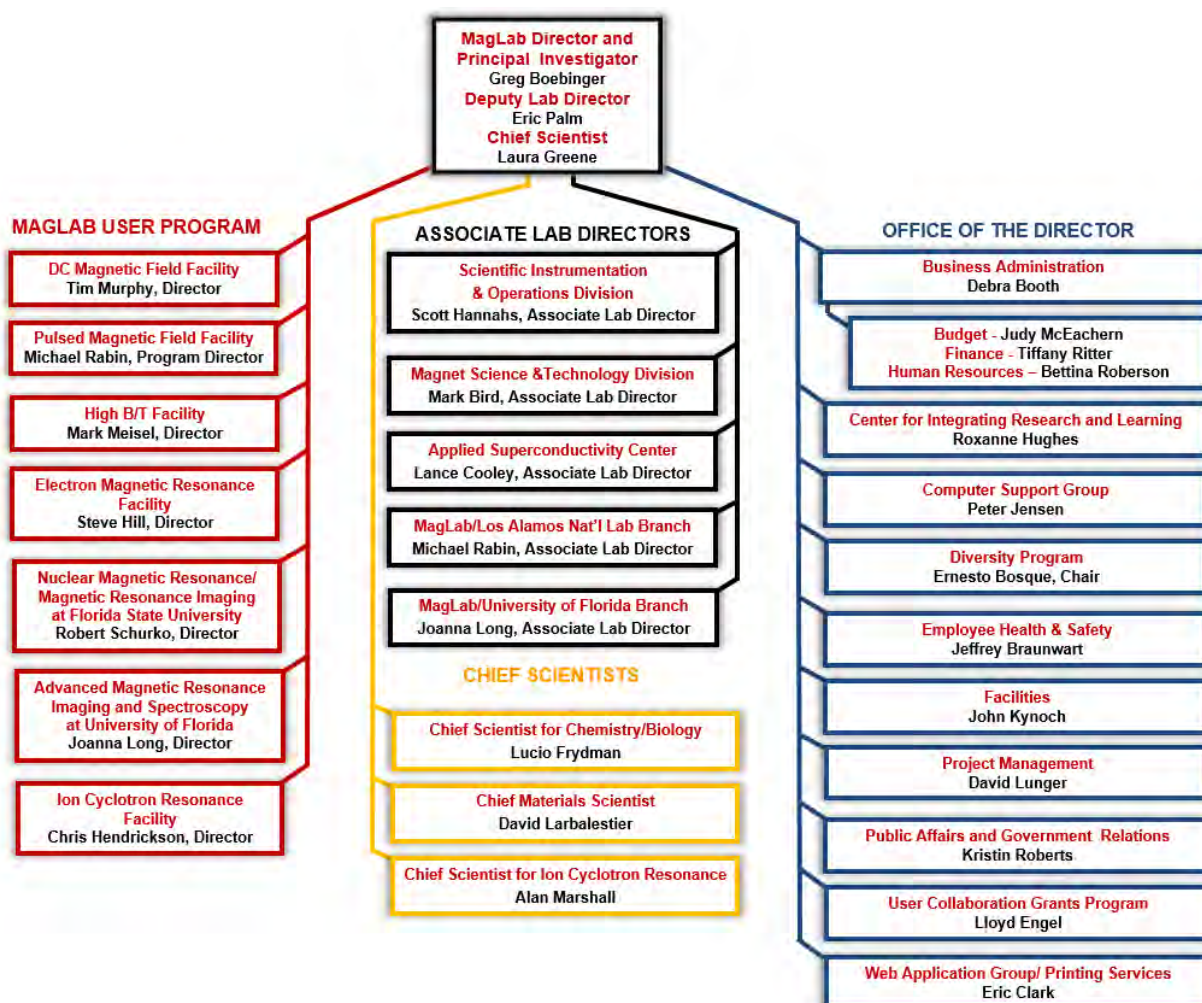 MagLab Director and
Principal Investigator
Greg Boebinger
Deputy Lab Director
Eric Palm
Chief Scientist
Laura Greene
MAGLAB USER PROGRAM
DC Magnetic Field Facility
Tim Murphy, Director
Pulsed Magnetic Field Facility
Michael Rabin, Program Director
High B/T Facility
Mark Meisel, Director
Electron Magnetic Resonance
Facility
Steve Hill, Director
Nuclear Magnetic Resonance/
Magnetic Resonance Imaging
at Florida State University
Robert Schurko, Director
Advanced Magnetic Resonance
Imaging and Spectroscopy
at University of Florida
Joanna Long, Director
Ion Cyclotron Resonance
Facility
Chris Hendrickson, Director
ASSOCIATE LAB DIRECTORS
Scientific Instrumentation
& Operations Division
Scott Hannahs, Associate Lab Director
Magnet Science &Technology Division
Mark Bird, Associate Lab Director
Applied Superconductivity Center
Lance Cooley, Associate Lab Director
MagLab/Los Alamos Nat'l Lab Branch
Michael Rabin, Associate Lab Director
MagLab/University of Florida Branch
Joanna Long, Associate Lab Director
CHIEF SCIENTISTS
Chief Scientist for Chemistry/Biology
Lucio Frydman
Chief Materials Scientist
David Larbalestier
Chief Scientist for Ion Cyclotron Resonance
Alan Marshall
OFFICE OF THE DIRECTOR
Business Administration
Debra Booth
Budget - Judy McEachern
Finance - Tiffany Ritter
Human Resources – Bettina Roberson
Center for Integrating Research and Learning
Roxanne Hughes
Computer Support Group
Peter Jensen
Diversity Program
Ernesto Bosque, Chair
Employee Health & Safety
Jeffrey Braunwart
Facilities
John Kynoch
Project Management
David Lunger
Public Affairs and Government Relations
Kristin Roberts
User Collaboration Grants Program
Lloyd Engel
Web Application Group/ Printing Services
Eric Clark